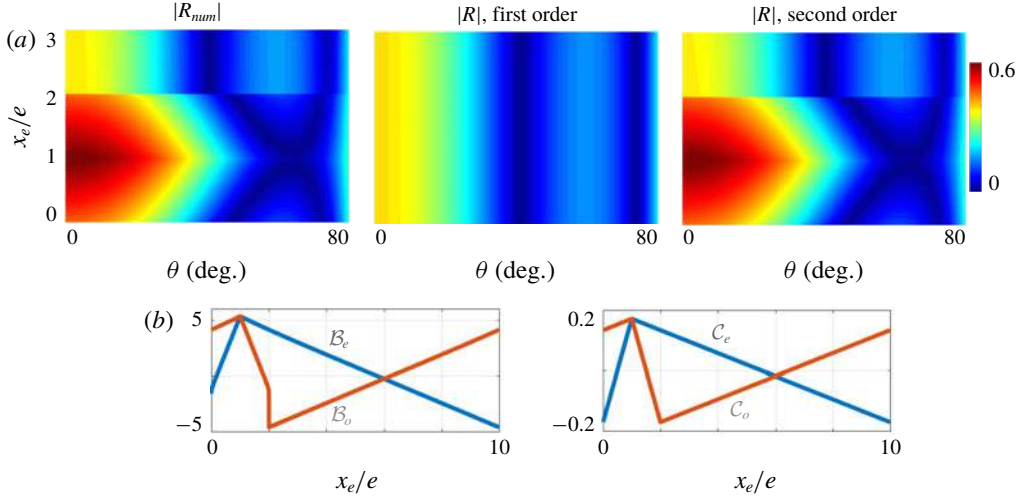 |R_num| |R|, first order |R|, second order
(a) 3 2 1 0 x_e/e
0.6 0
0 80 0 80 0 80
θ (deg.) θ (deg.) θ (deg.)
(b) 5 −5 B_e B_o 0.2 −0.2 C_e C_o
0 10 0 10
x_e/e x_e/e